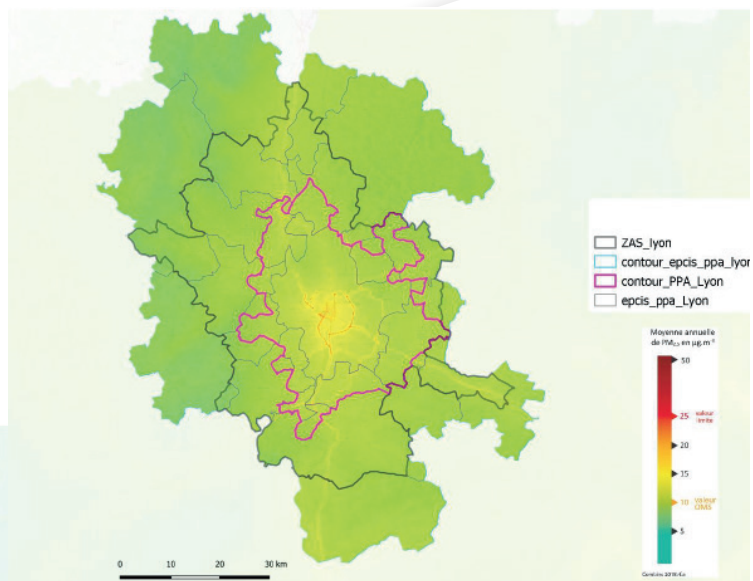 ZAS_lyon
contour_epcis_ppa_lyon
contour_PPA_Lyon
epcis_ppa_Lyon
Moyenne annuelle
de PM2,5 en µg.m-3
50
25 valeur limite
20
15
10 valeur OMS
5
0 10 20 30 km